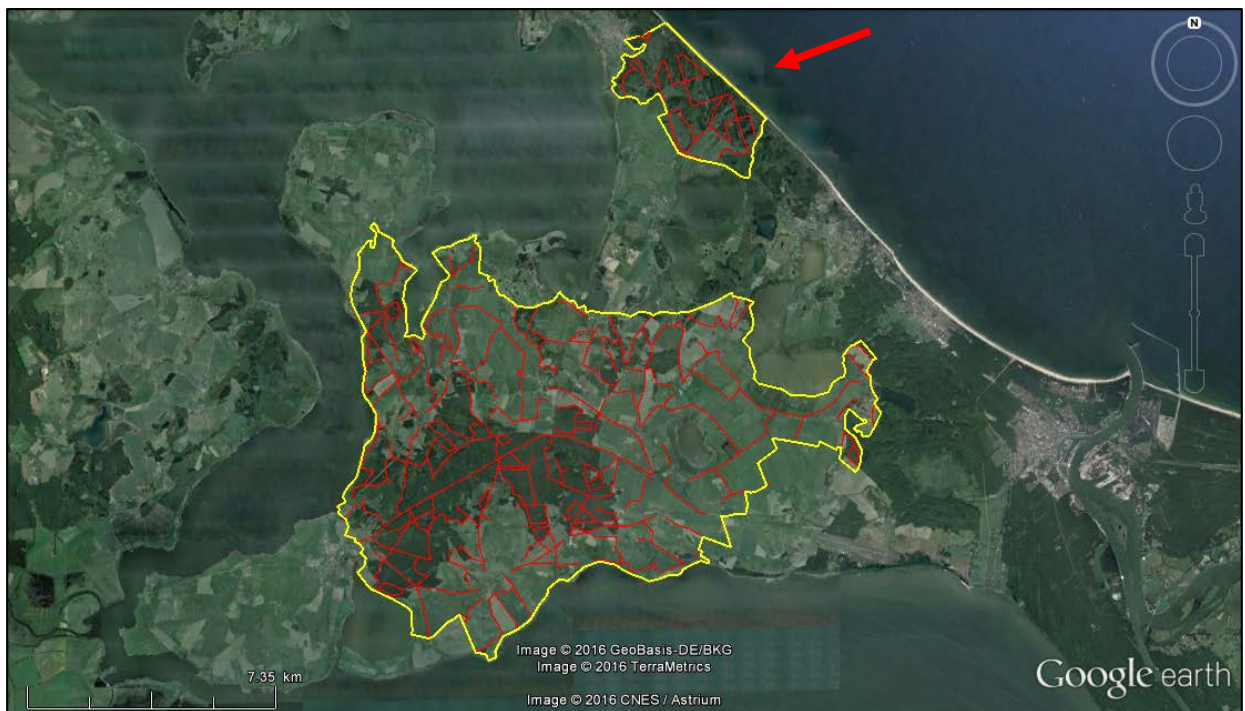 N
Image © 2016 GeoBasis-DE/BKG
Image © 2016 TerraMetrics
7.35 km
Image © 2016 CNES / Astrium
Google earth